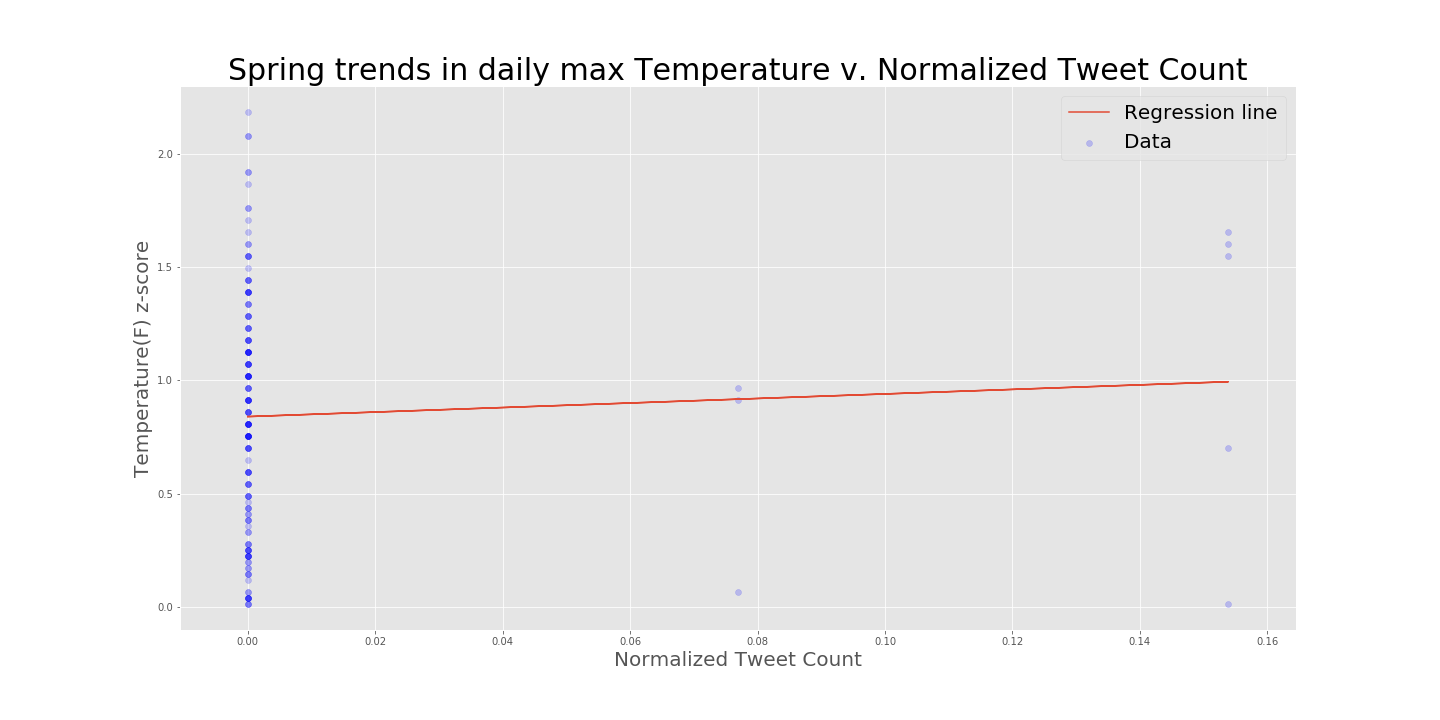 Spring trends in daily max Temperature v. Normalized Tweet Count
Regression line
Data
Temperature(F) z-score
2.0
1.5
1.0
0.5
0.0
0.00 0.02 0.04 0.06 0.08 0.10 0.12 0.14 0.16
Normalized Tweet Count